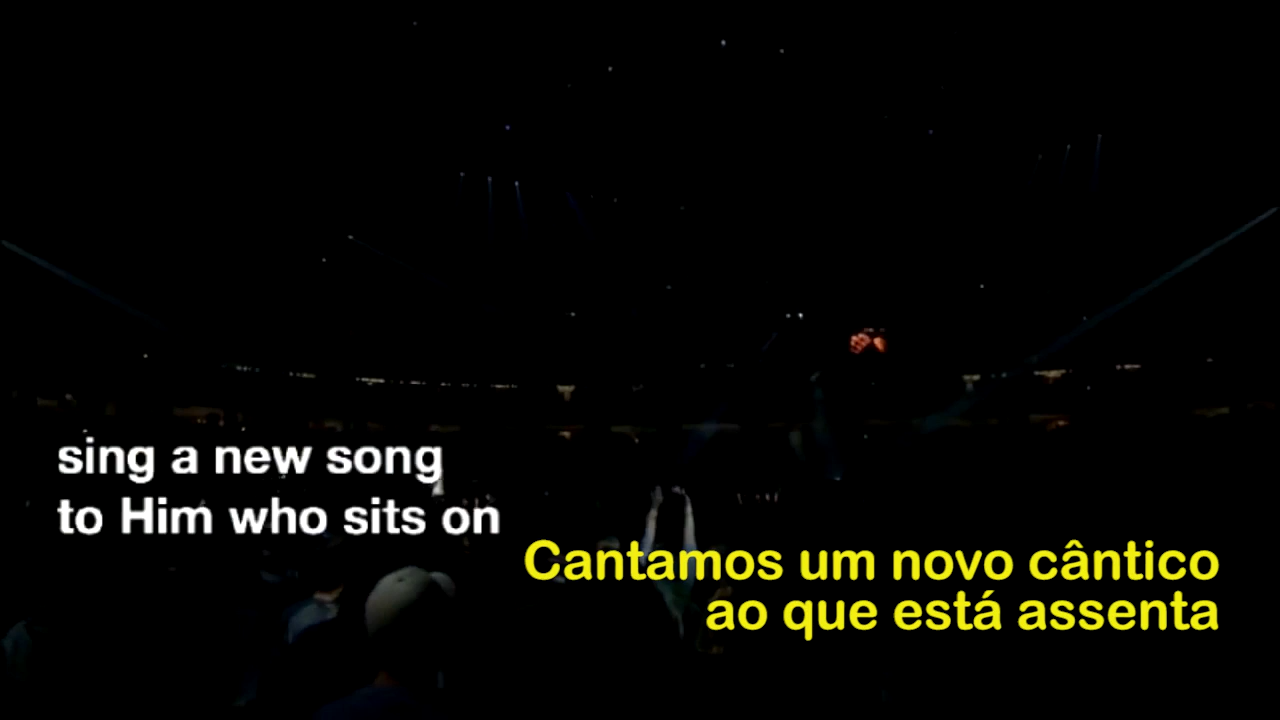 sing a new song
to Him who sits on
Cantamos um novo cântico
ao que está assenta